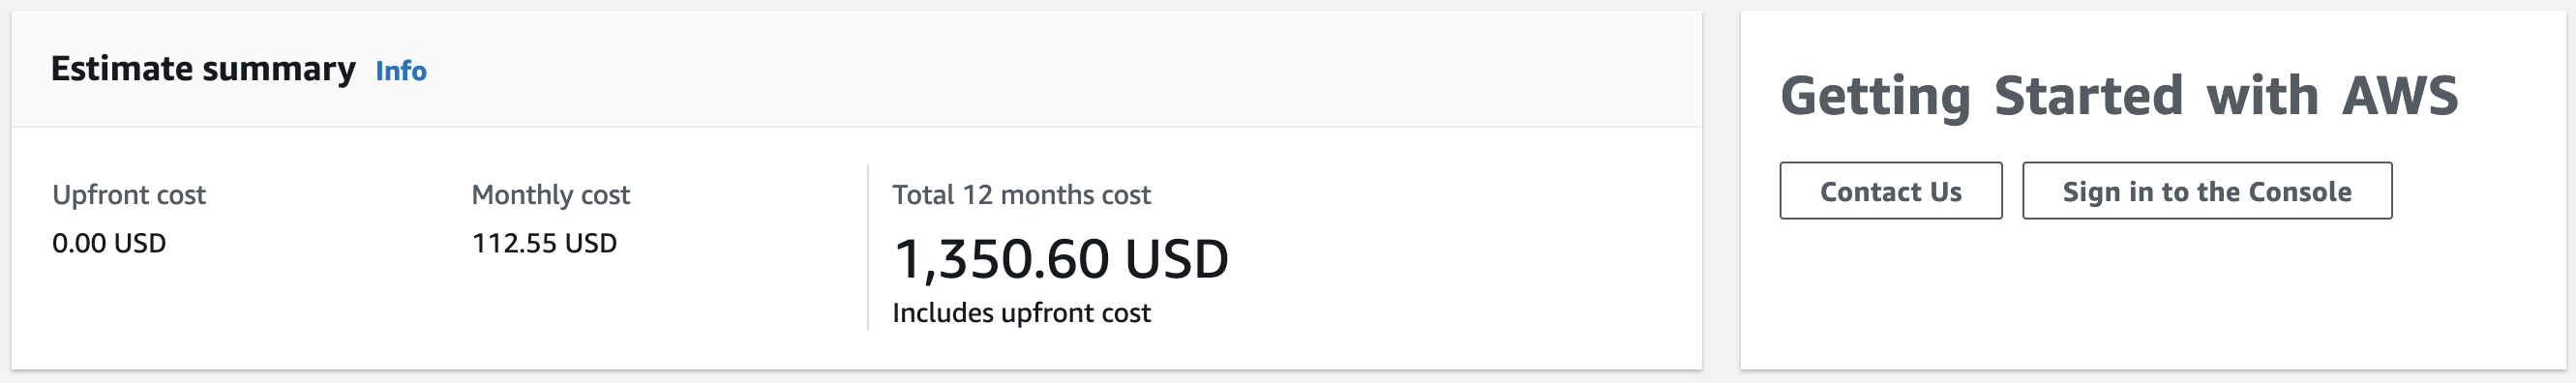 Estimate summary Info
Upfront cost
0.00 USD
Monthly cost
112.55 USD
Total 12 months cost
1,350.60 USD
Includes upfront cost
Getting Started with AWS
Contact Us
Sign in to the Console